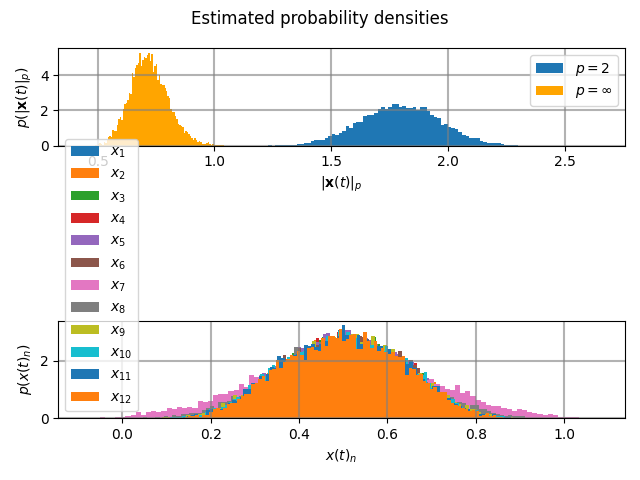 Estimated probability densities
p(|x(t)|_p)
4
2
0
p = 2
p = ∞
0.5
1.0
1.5
2.0
2.5
|x(t)|_p
x_1
x_2
x_3
x_4
x_5
x_6
x_7
x_8
x_9
x_10
x_11
x_12
p(x(t)_n)
2
0
0.0
0.2
0.4
0.6
0.8
1.0
x(t)_n